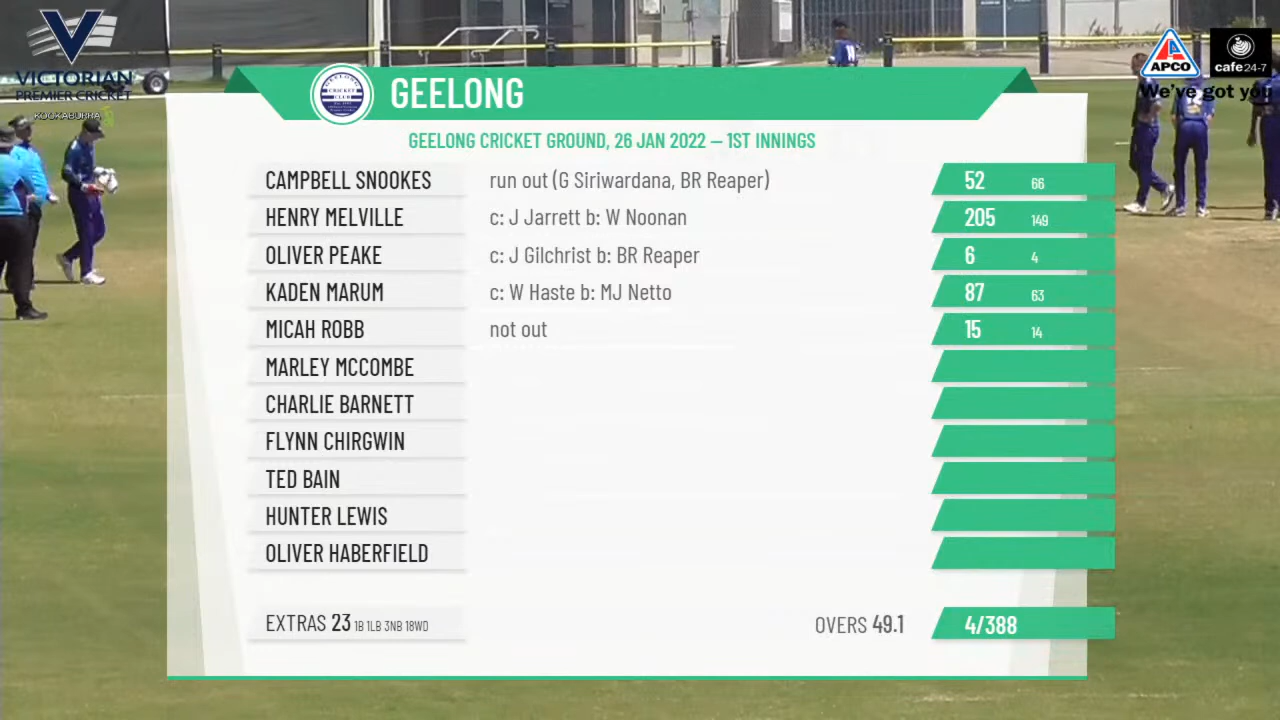 VICTORIAN
PREMIER CRICKET
KOOKABURRA
APCO
cafe24-7
We've got you
GEELONG
GEELONG CRICKET GROUND, 26 JAN 2022 – 1ST INNINGS
CAMPBELL SNOOKES run out (G Siriwardana, BR Reaper) 52 66
HENRY MELVILLE c: J Jarrett b: W Noonan 205 149
OLIVER PEAKE c: J Gilchrist b: BR Reaper 6 4
KADEN MARUM c: W Haste b: MJ Netto 87 63
MICAH ROBB not out 15 14
MARLEY MCCOMBE
CHARLIE BARNETT
FLYNN CHIRGWIN
TED BAIN
HUNTER LEWIS
OLIVER HABERFIELD
EXTRAS 23 1B 1LB 3NB 18WD OVERS 49.1 4/388